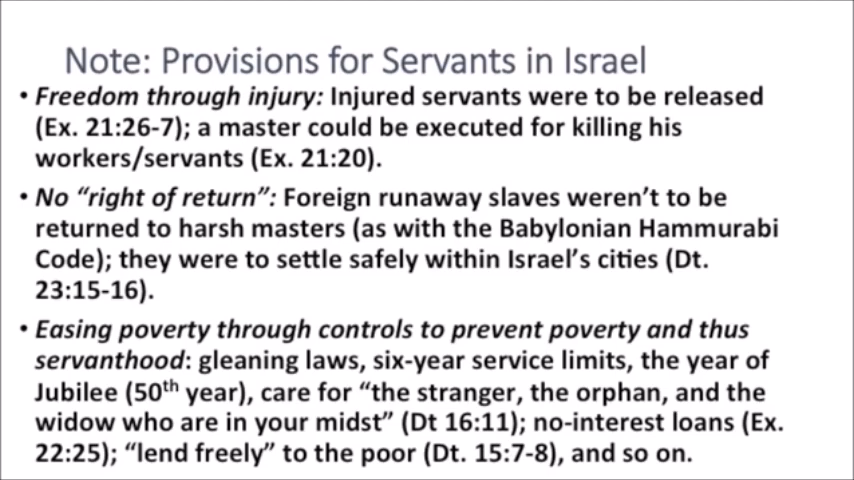 Note: Provisions for Servants in Israel
• Freedom through injury: Injured servants were to be released
(Ex. 21:26-7); a master could be executed for killing his
workers/servants (Ex. 21:20).
• No “right of return”: Foreign runaway slaves weren’t to be
returned to harsh masters (as with the Babylonian Hammurabi
Code); they were to settle safely within Israel’s cities (Dt.
23:15-16).
• Easing poverty through controls to prevent poverty and thus
servanthood: gleaning laws, six-year service limits, the year of
Jubilee (50th year), care for “the stranger, the orphan, and the
widow who are in your midst” (Dt 16:11); no-interest loans (Ex.
22:25); “lend freely” to the poor (Dt. 15:7-8), and so on.